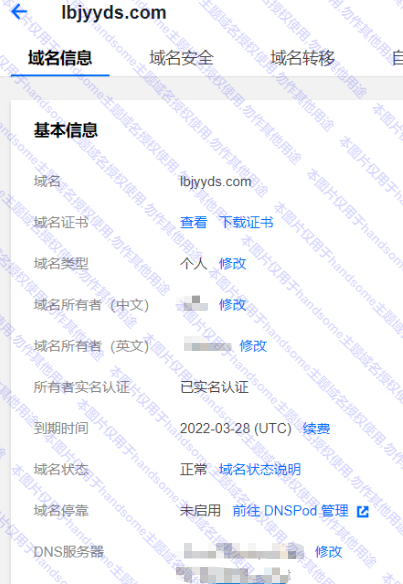 lbjyyds.com
域名信息 域名安全 域名转移
基本信息
域名 lbjyyds.com
域名证书 查看 下载证书
域名类型 个人 修改
域名所有者（中文） 修改
域名所有者（英文） 修改
所有者实名认证 已实名认证
到期时间 2022-03-28 (UTC) 续费
域名状态 正常 域名状态说明
域名停靠 未启用 前往 DNSPod 管理
DNS服务器 修改
本图片仅用于handsome主题域名授权使用 勿作其他用途